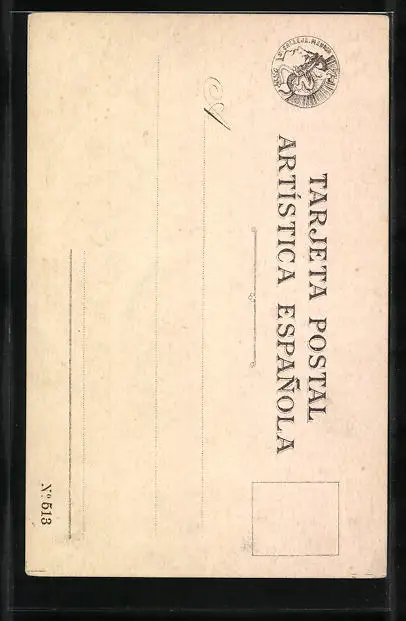 TARJETA POSTAL
ARTÍSTICA ESPAÑOLA
A
Nº. 513